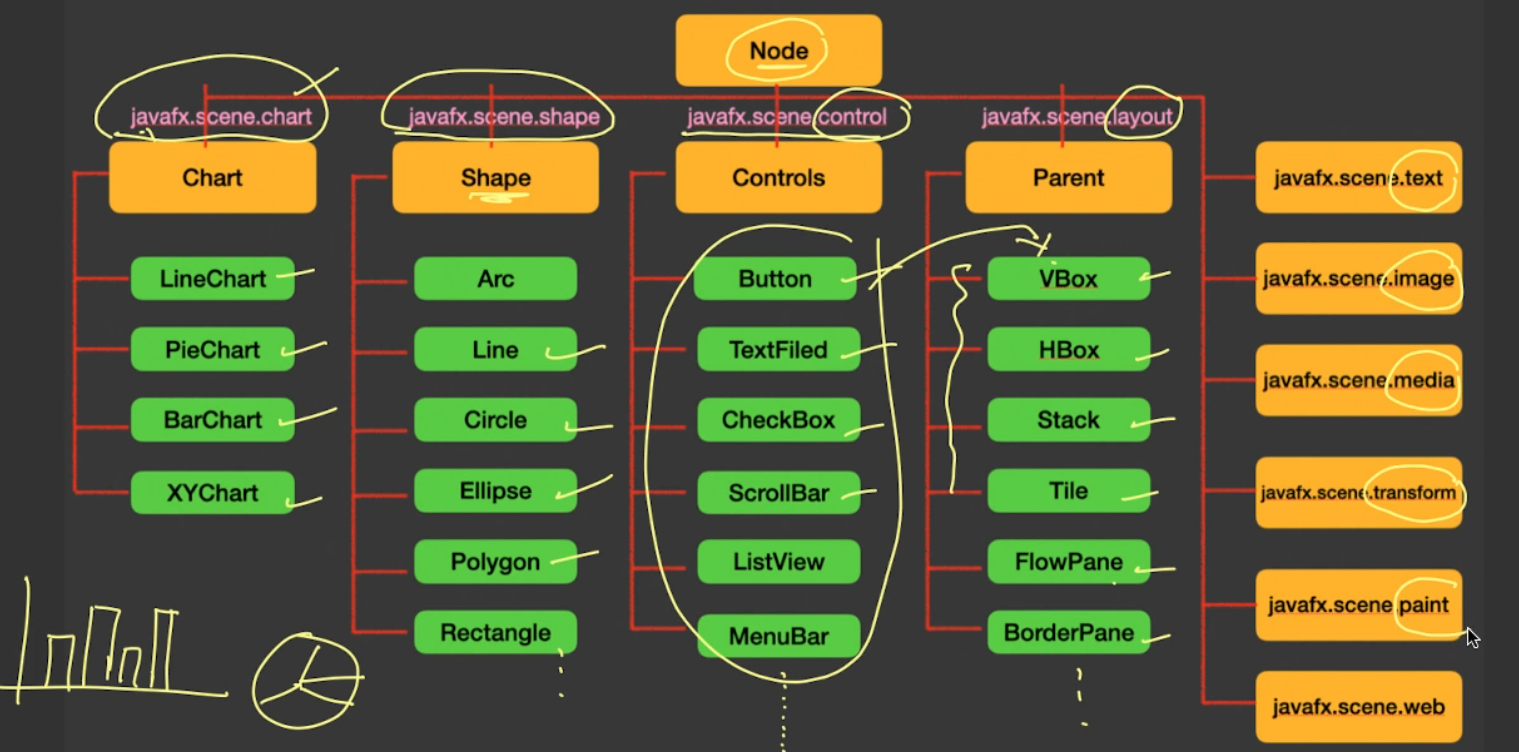 Node
javafx.scene.chart
javafx.scene.shape
javafx.scene.control
javafx.scene.layout
Chart
Shape
Controls
Parent
javafx.scene.text
LineChart
Arc
Button
VBox
javafx.scene.image
PieChart
Line
TextFiled
HBox
javafx.scene.media
BarChart
Circle
CheckBox
Stack
XYChart
Ellipse
ScrollBar
Tile
javafx.scene.transform
Polygon
ListView
FlowPane
javafx.scene.paint
Rectangle
MenuBar
BorderPane
javafx.scene.web